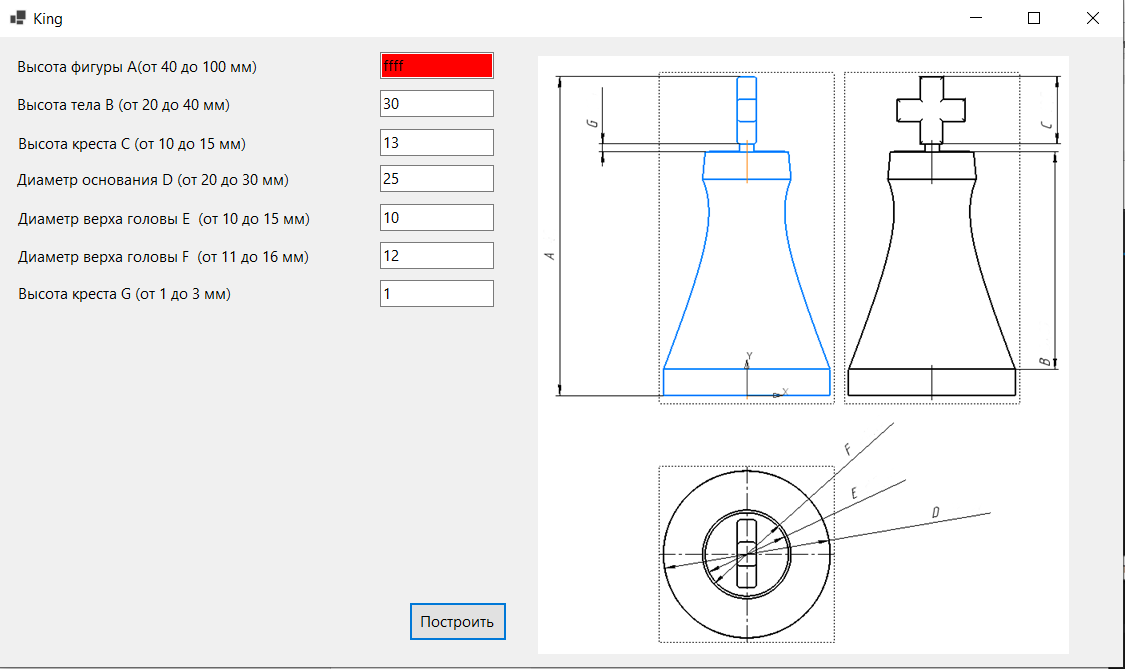 King
Высота фигуры A(от 40 до 100 мм)
ffff
Высота тела B (от 20 до 40 мм)
30
Высота креста C (от 10 до 15 мм)
13
Диаметр основания D (от 20 до 30 мм)
25
Диаметр верха головы E  (от 10 до 15 мм)
10
Диаметр верха головы F  (от 11 до 16 мм)
12
Высота креста G (от 1 до 3 мм)
1
Построить
G
C
A
B
Y
X
F
E
D